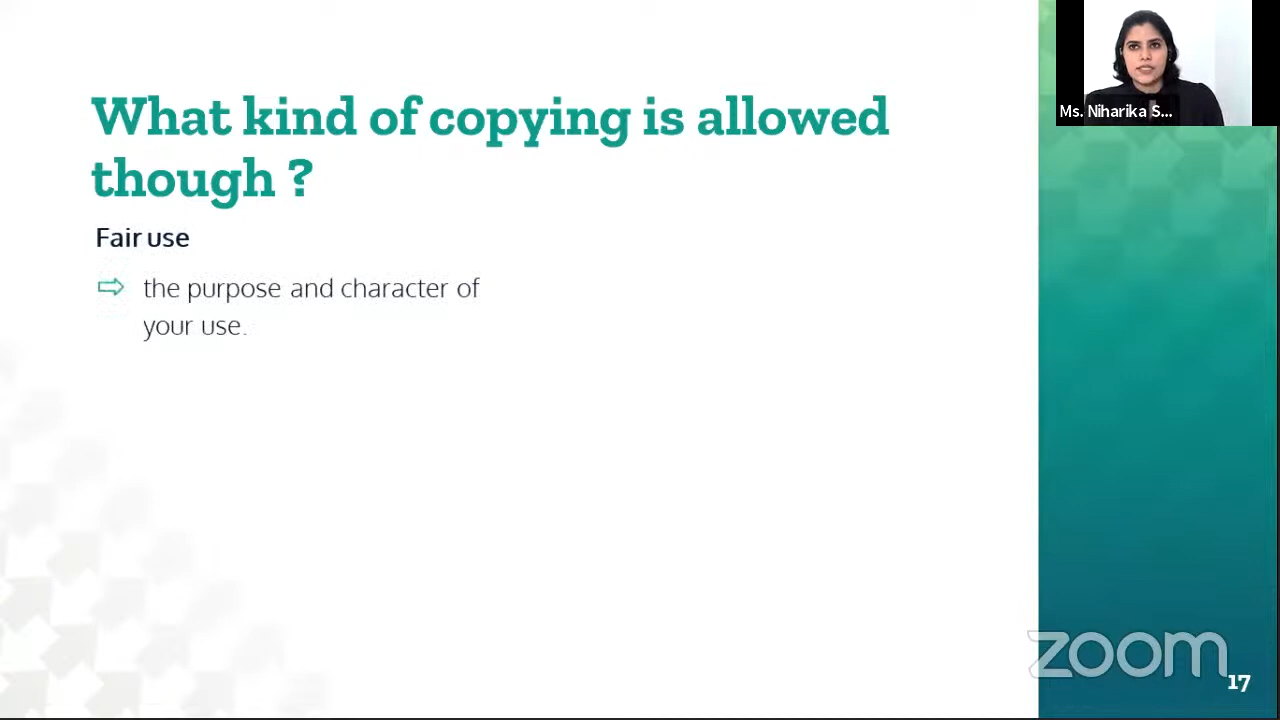 What kind of copying is allowed
though ?
Fair use
the purpose and character of
your use.
Ms. Niharika S...
zoom
17